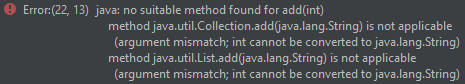 Error:(22, 13) java: no suitable method found for add(int)
method java.util.Collection.add(java.lang.String) is not applicable
(argument mismatch; int cannot be converted to java.lang.String)
method java.util.List.add(java.lang.String) is not applicable
(argument mismatch; int cannot be converted to java.lang.String)